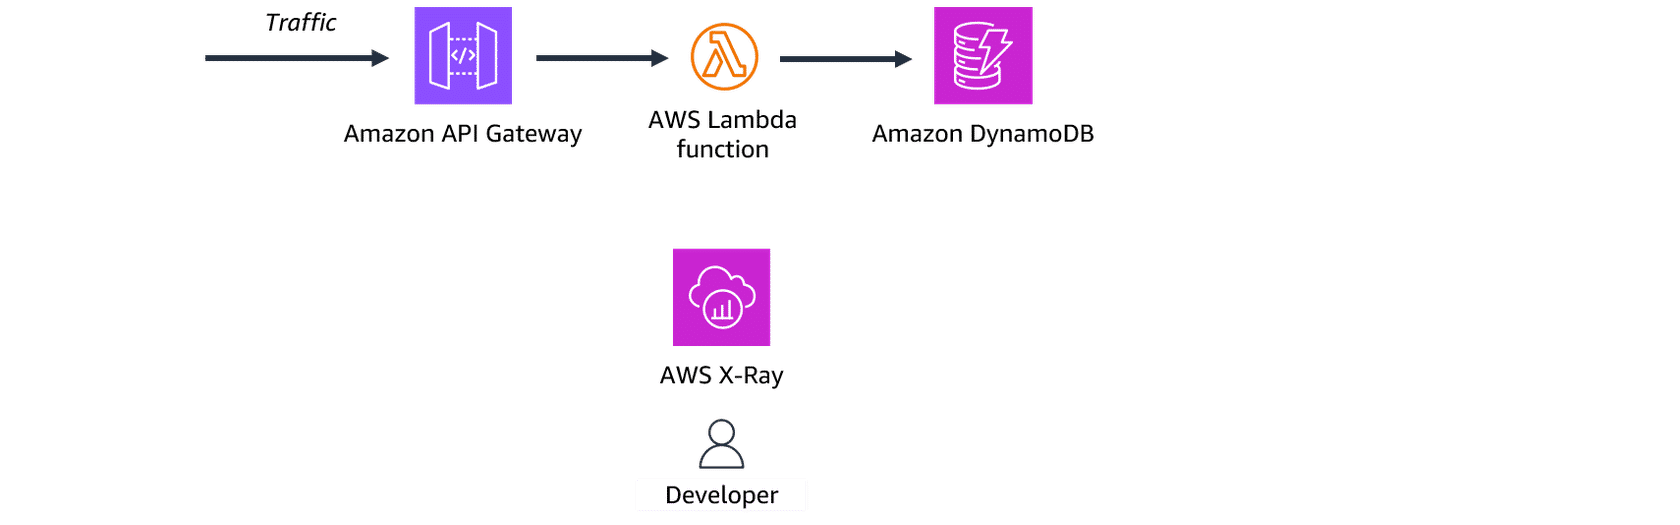 Traffic
Amazon API Gateway
AWS Lambda
function
Amazon DynamoDB
AWS X-Ray
Developer